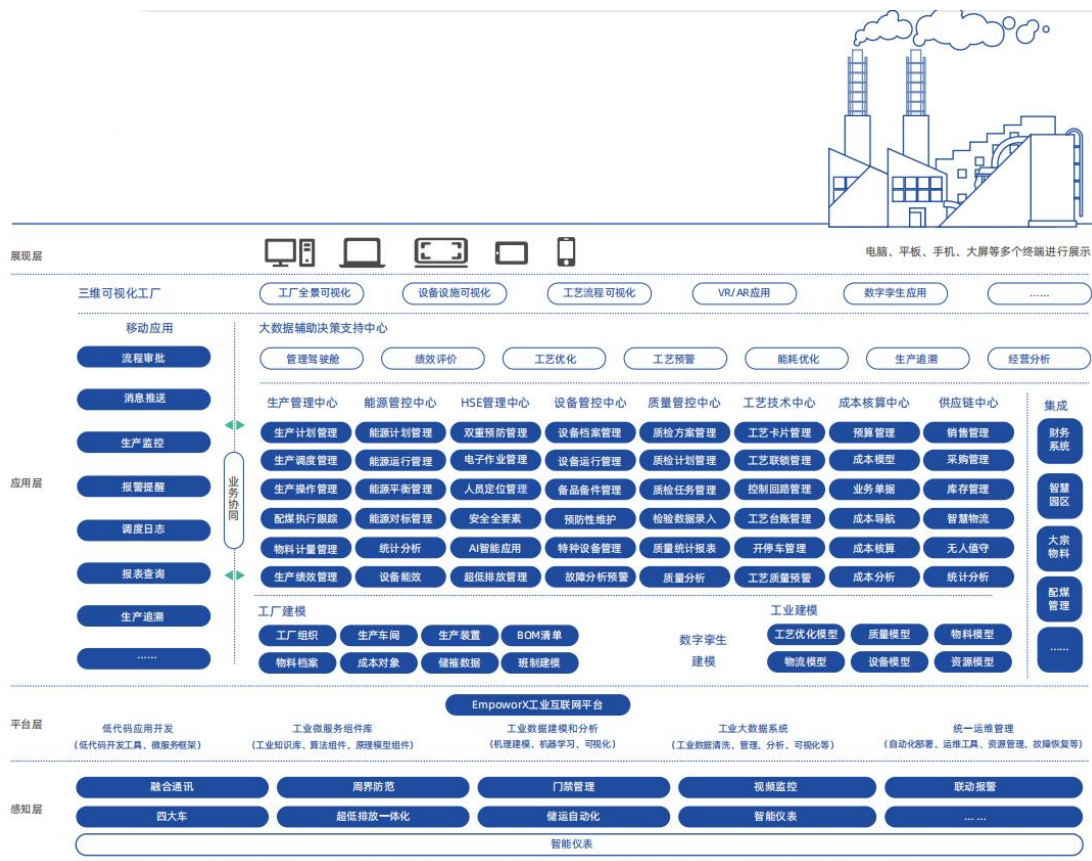 展现层
电脑、平板、手机、大屏等多个终端进行展示
三维可视化工厂
工厂全景可视化
设备设施可视化
工艺流程可视化
VR/AR应用
数字孪生应用
……
应用层
移动应用
流程审批
消息推送
生产监控
报警提醒
调度日志
报表查询
生产追溯
……
业务协同
大数据辅助决策支持中心
管理驾驶舱
绩效评价
工艺优化
工艺预警
能耗优化
生产追溯
经营分析
生产管理中心
生产计划管理
生产调度管理
生产操作管理
配煤执行跟踪
物料计量管理
生产绩效管理
能源管控中心
能源计划管理
能源运行管理
能源平衡管理
能源对标管理
统计分析
设备能效
HSE管理中心
双重预防管理
电子作业管理
人员定位管理
安全全要素
AI智能应用
超低排放管理
设备管控中心
设备档案管理
设备运行管理
备品备件管理
预防性维护
特种设备管理
故障分析预警
质量管控中心
质检方案管理
质检计划管理
质检任务管理
检验数据录入
质量统计报表
质量分析
工艺技术中心
工艺卡片管理
工艺联锁管理
控制回路管理
工艺台账管理
开停车管理
工艺质量预警
成本核算中心
预算管理
成本模型
业务单据
成本导航
成本核算
成本分析
供应链中心
销售管理
采购管理
库存管理
智慧物流
无人值守
统计分析
集成
财务
系统
智慧
园区
大宗
物料
配煤
管理
……
工厂建模
工厂组织
生产车间
生产装置
BOM清单
物料档案
成本对象
储摧数据
班制建模
数字孪生
建模
工业建模
工艺优化模型
质量模型
物料模型
物流模型
设备模型
资源模型
平台层
EmpoworX工业互联网平台
低代码应用开发
（低代码开发工具、微服务框架）
工业微服务组件库
（工业知识库、算法组件、原理模型组件）
工业数据建模和分析
（机理建模、机器学习、可视化）
工业大数据系统
（工业数据清洗、管理、分析、可视化等）
统一运维管理
（自动化部署、运维工具、资源管理、故障恢复等）
感知层
融合通讯
周界防范
门禁管理
视频监控
联动报警
四大车
超低排放一体化
储运自动化
智能仪表
… …
智能仪表